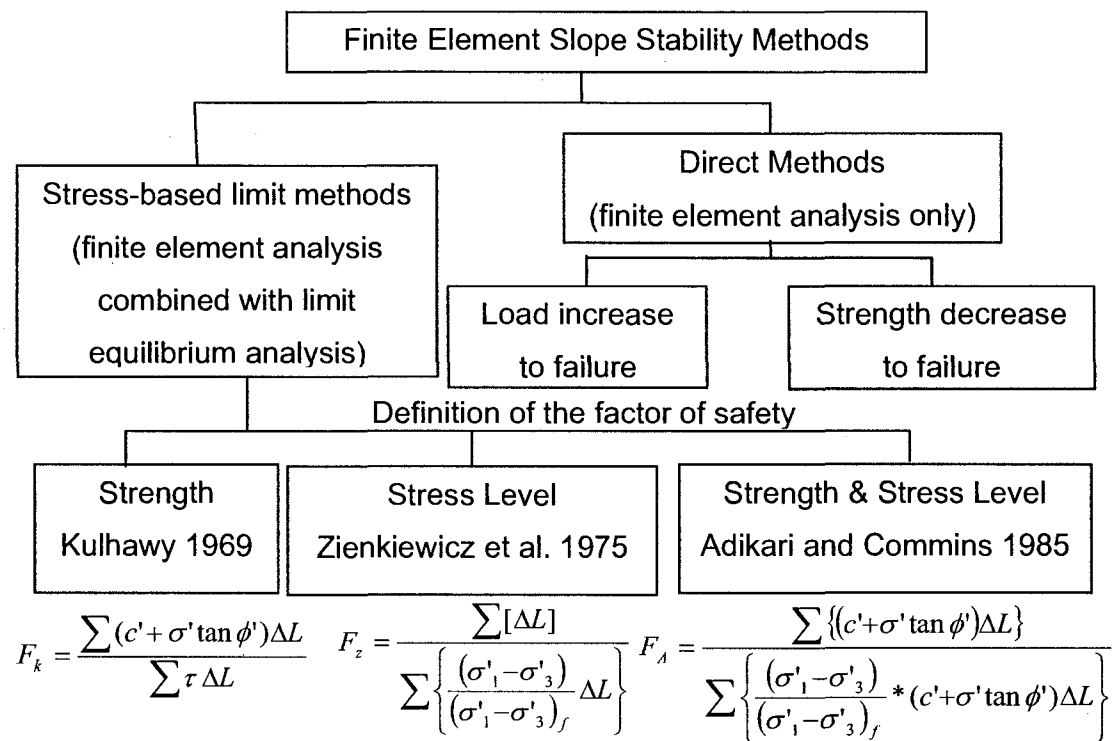 Finite Element Slope Stability Methods
Stress-based limit methods
(finite element analysis
combined with limit
equilibrium analysis)
Direct Methods
(finite element analysis only)
Load increase
to failure
Strength decrease
to failure
Definition of the factor of safety
Strength
Kulhawy 1969
Stress Level
Zienkiewicz et al. 1975
Strength & Stress Level
Adikari and Commins 1985
F_k = ∑(c'+σ' tan ϕ')ΔL / ∑ τ ΔL
F_z = ∑[ΔL] / ∑{(σ'_1−σ'_3) / (σ'_1−σ'_3)_f ΔL}
F_A = ∑{(c'+σ' tan ϕ')ΔL} / ∑{(σ'_1−σ'_3) / (σ'_1−σ'_3)_f * (c'+σ' tan ϕ')ΔL}